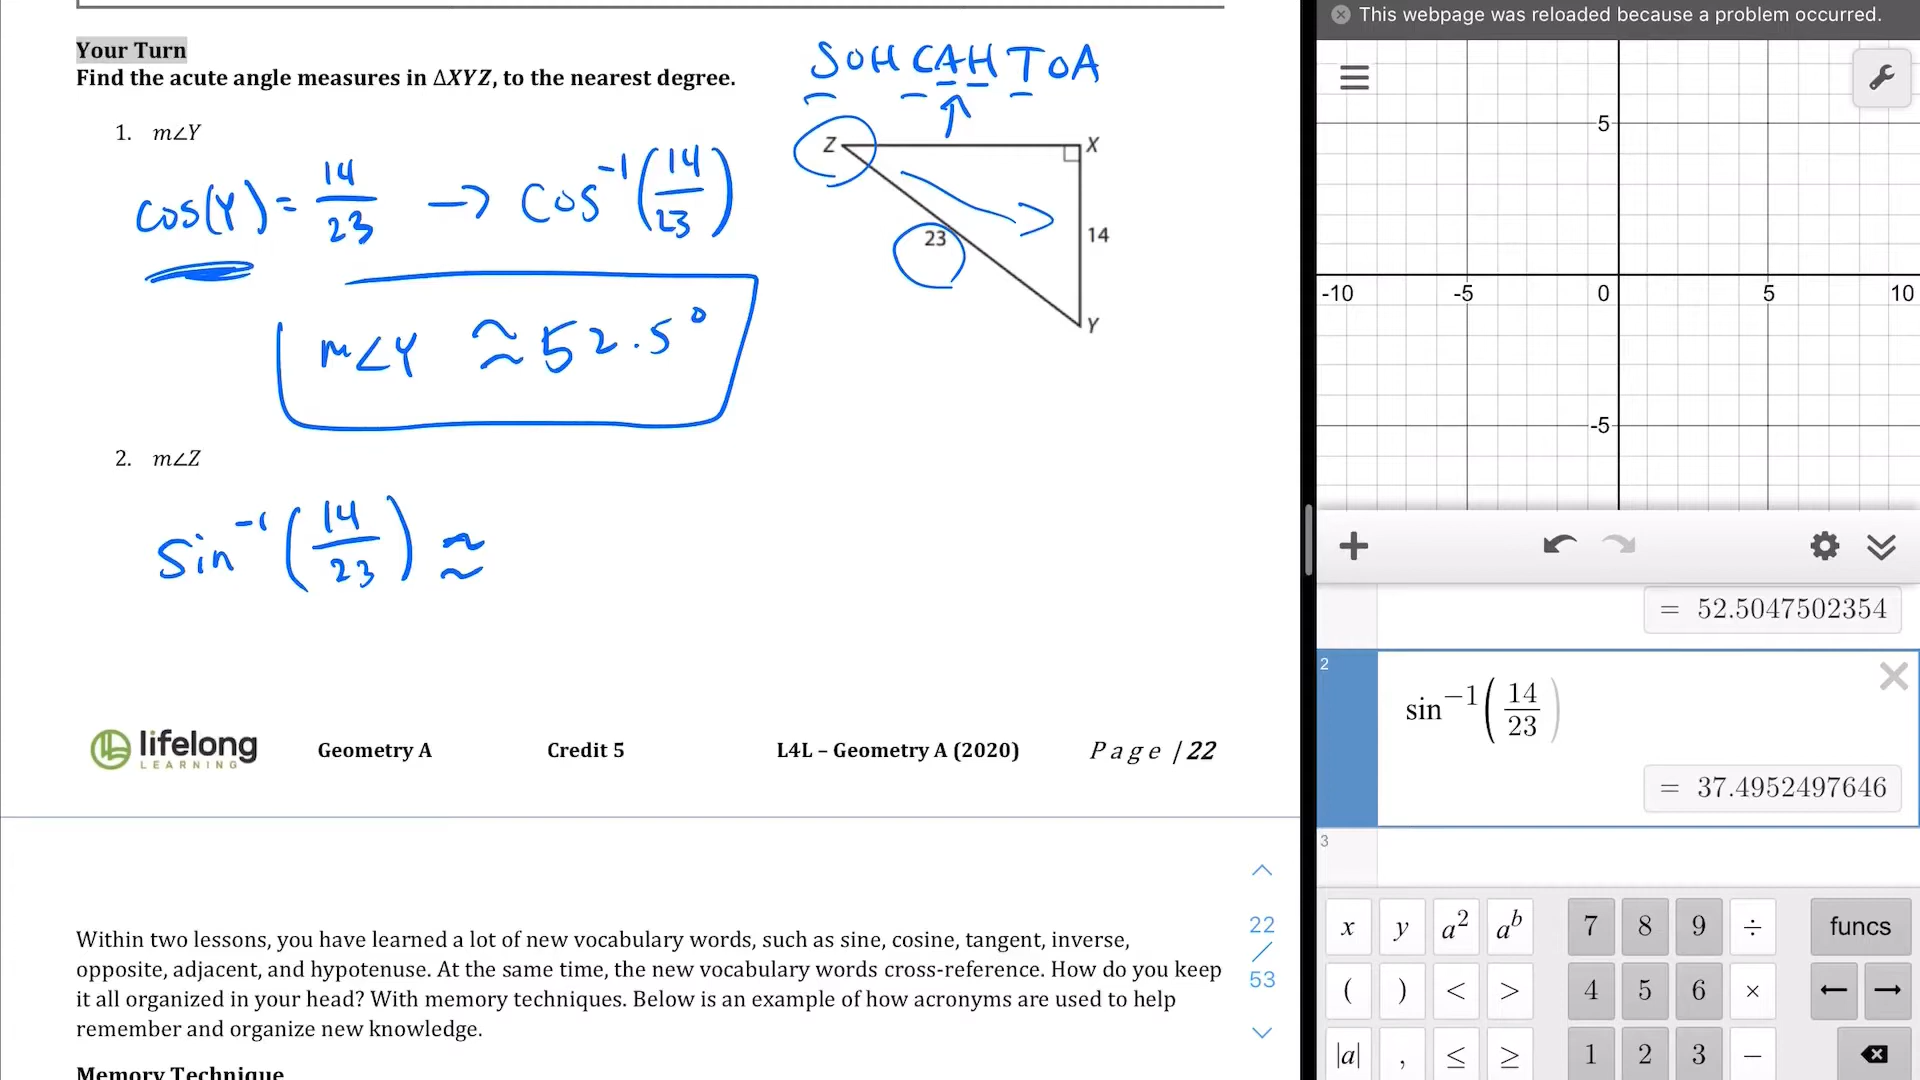 This webpage was reloaded because a problem occurred.
Your Turn
Find the acute angle measures in ΔXYZ, to the nearest degree.
SOH CAH TOA
1. m∠Y
cos(Y) = 14/23 → cos⁻¹(14/23)
m∠Y ≈ 52.5°
Z
X
23
14
Y
2. m∠Z
sin⁻¹(14/23) ≈
lifelong
LEARNING
Geometry A
Credit 5
L4L – Geometry A (2020)
Page | 22
Within two lessons, you have learned a lot of new vocabulary words, such as sine, cosine, tangent, inverse,
opposite, adjacent, and hypotenuse. At the same time, the new vocabulary words cross-reference. How do you keep
it all organized in your head? With memory techniques. Below is an example of how acronyms are used to help
remember and organize new knowledge.
Memory Technique
22
/
53
5
-10 -5 0 5 10
-5
= 52.5047502354
2
sin⁻¹(14/23)
= 37.4952497646
3
x y a² aᵇ 7 8 9 ÷ funcs
( ) < > 4 5 6 × ← →
|a| , ≤ ≥ 1 2 3 −